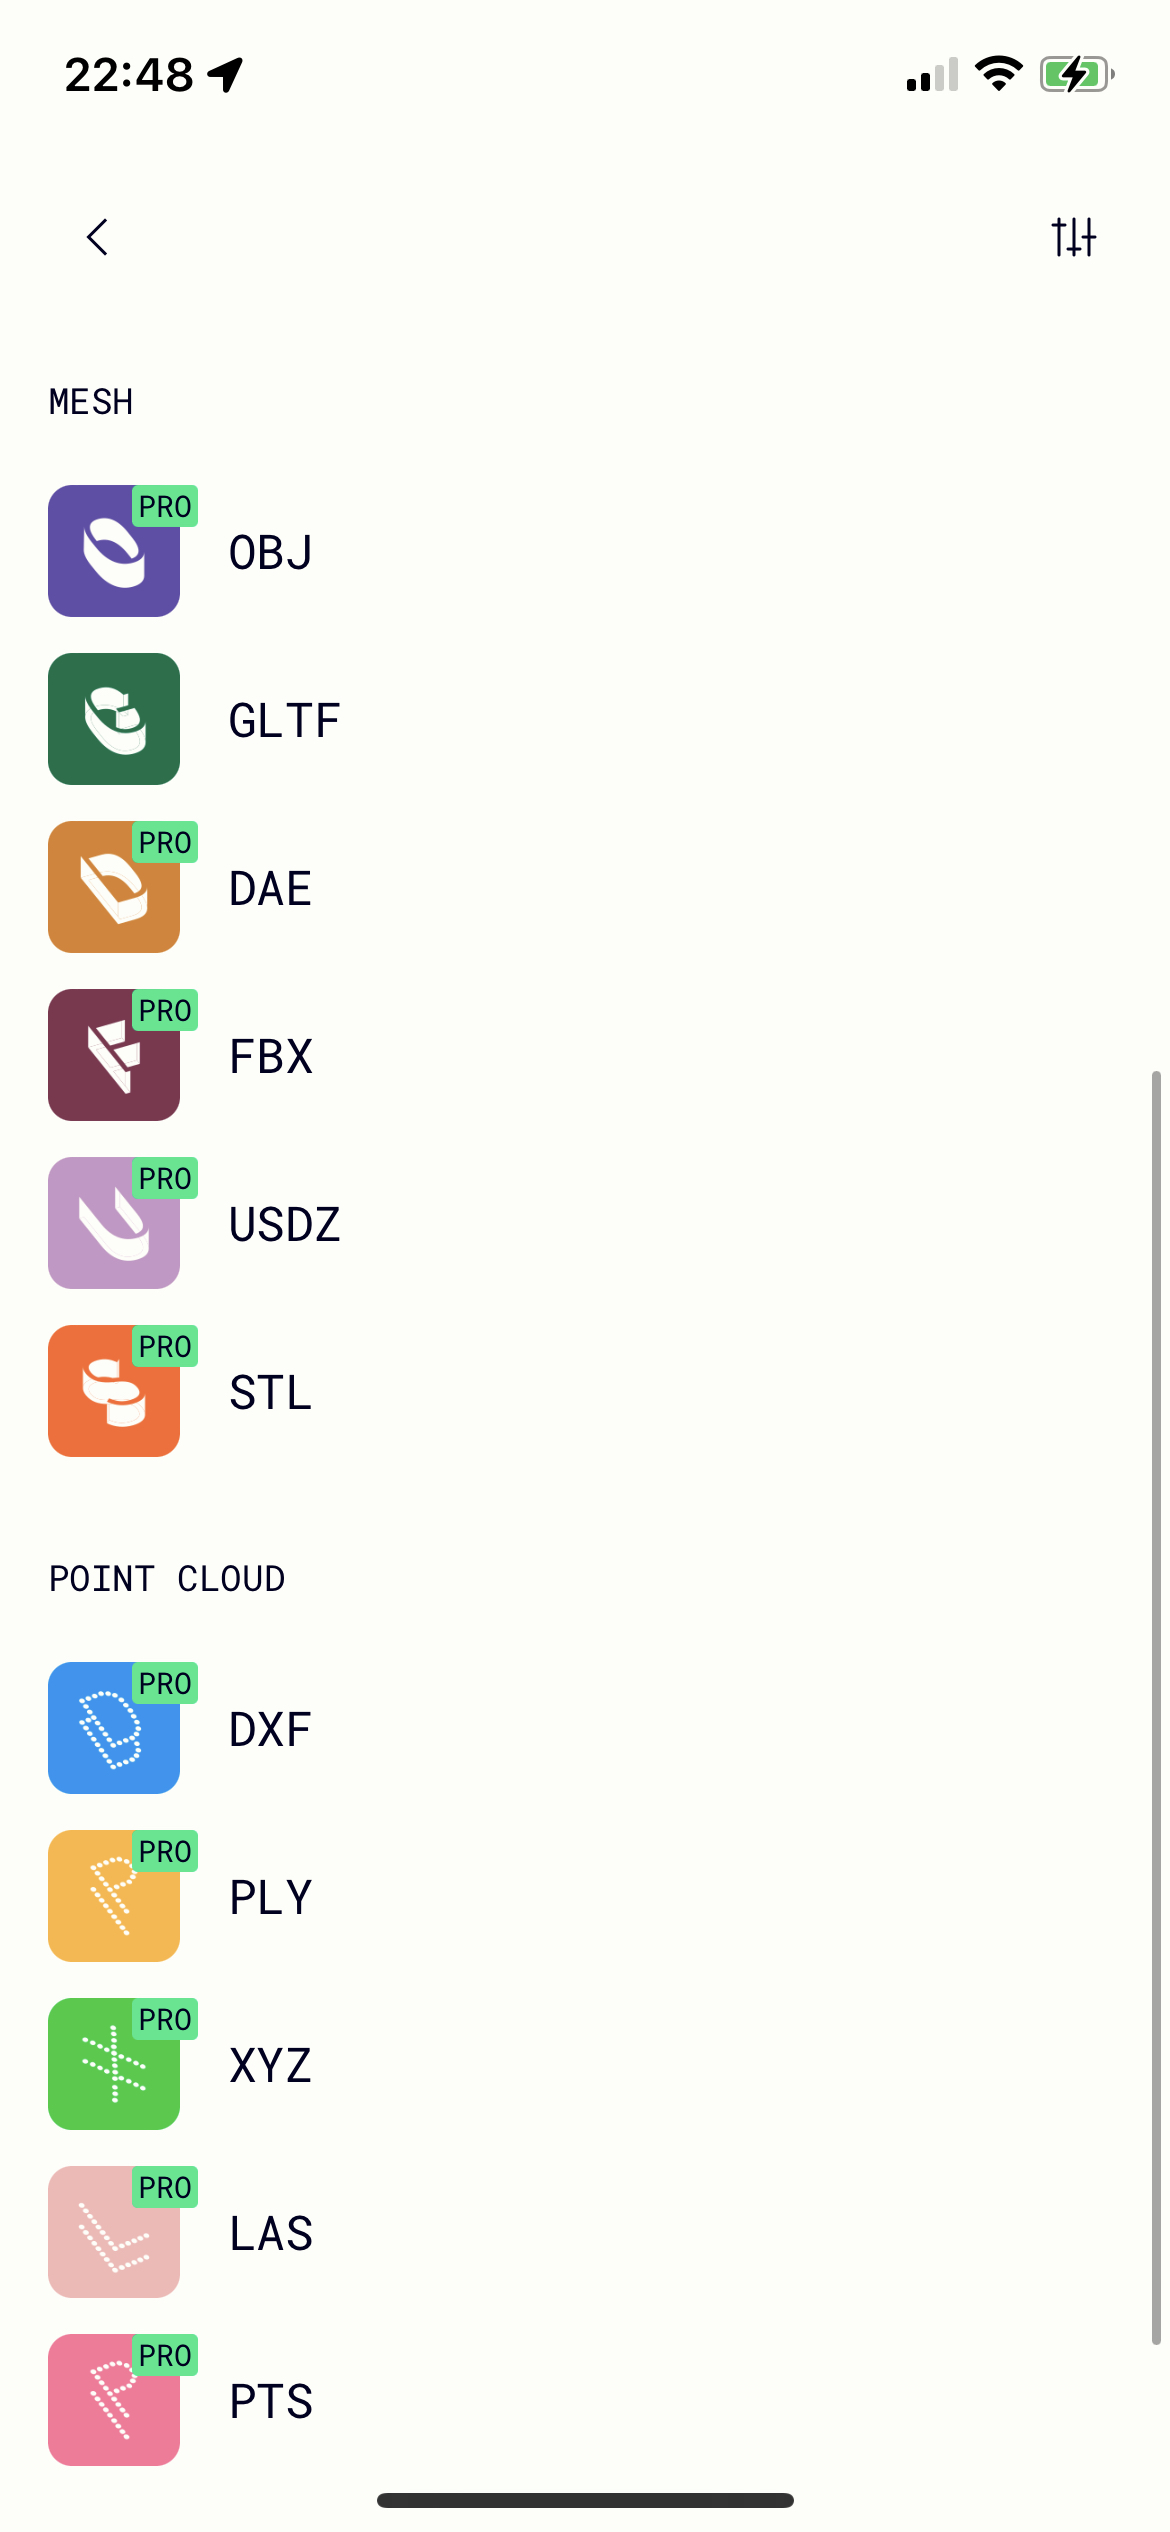 22:48
MESH
PRO
OBJ
GLTF
PRO
DAE
PRO
FBX
PRO
USDZ
PRO
STL
POINT CLOUD
PRO
DXF
PRO
PLY
PRO
XYZ
PRO
LAS
PRO
PTS